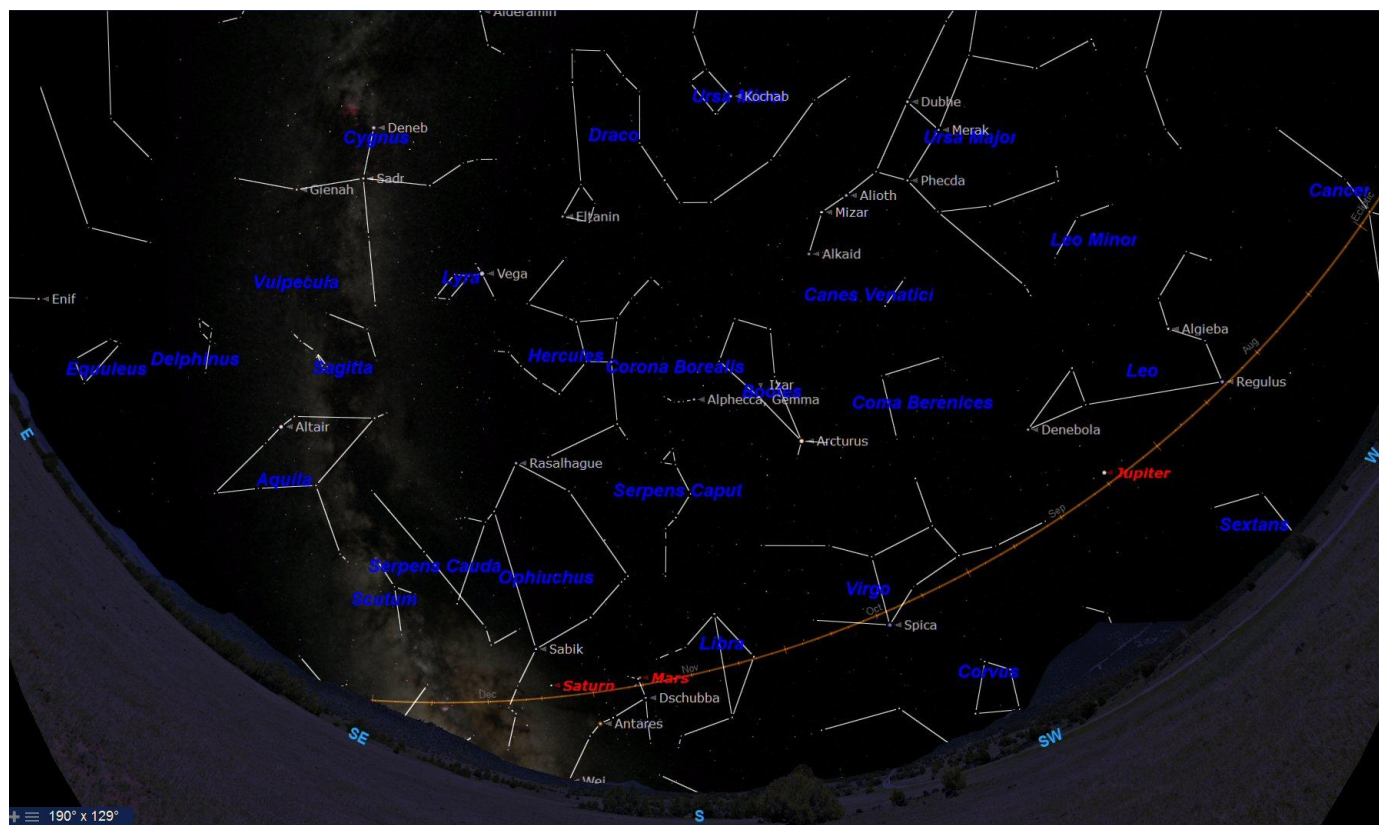 Alderamin
Ursa Minor
Kochab
Dubhe
Deneb
Cygnus
Draco
Merak
Ursa Major
Sadr
Gienah
Phecda
Cancer
Alioth
Ecliptic
Eltanin
Mizar
Leo Minor
Alkaid
Vulpecula
Lyra
Vega
Canes Venatici
Enif
Algieba
Aug
Equuleus
Delphinus
Sagitta
Hercules
Corona Borealis
Leo
Regulus
Izar
Bootes
Alphecca, Gemma
Coma Berenices
Altair
E
Denebola
Arcturus
W
Rasalhague
Jupiter
Aquila
Serpens Caput
Sep
Sextans
Serpens Cauda
Ophiuchus
Virgo
Scutum
Oct
Spica
Sabik
Libra
Nov
Corvus
Saturn
Mars
Dec
Dschubba
Antares
SE
SW
Wei
S
190° x 129°